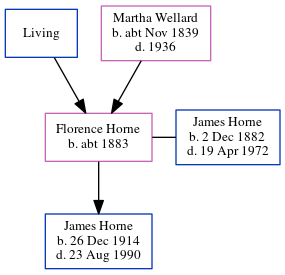 Living
Martha Wellard
b. abt Nov 1839
d. 1936
Florence Horne
b. abt 1883
James Horne
b. 2 Dec 1882
d. 19 Apr 1972
James Horne
b. 26 Dec 1914
d. 23 Aug 1990